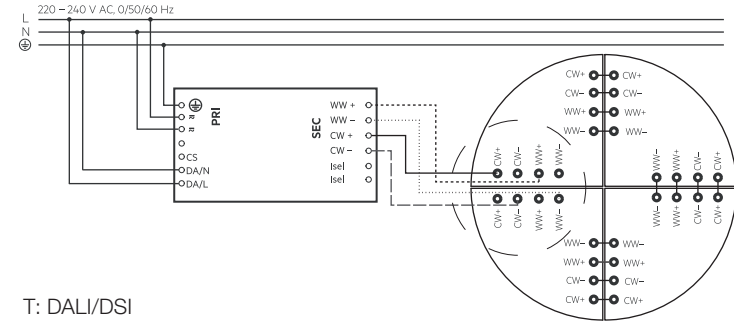 220 – 240 V AC, 0/50/60 Hz
L
N
PRI
≈
≈
CS
DA/N
DA/L
SEC
WW +
WW –
CW +
CW –
Isel
Isel
CW+ CW+
CW– CW–
WW+ WW+
WW– WW–
CW+ CW– WW+ WW–
CW+ CW– WW+ WW–
WW– WW+ CW– CW+
WW– WW+ CW– CW+
WW– WW–
WW+ WW+
CW– CW–
CW+ CW+
T: DALI/DSI